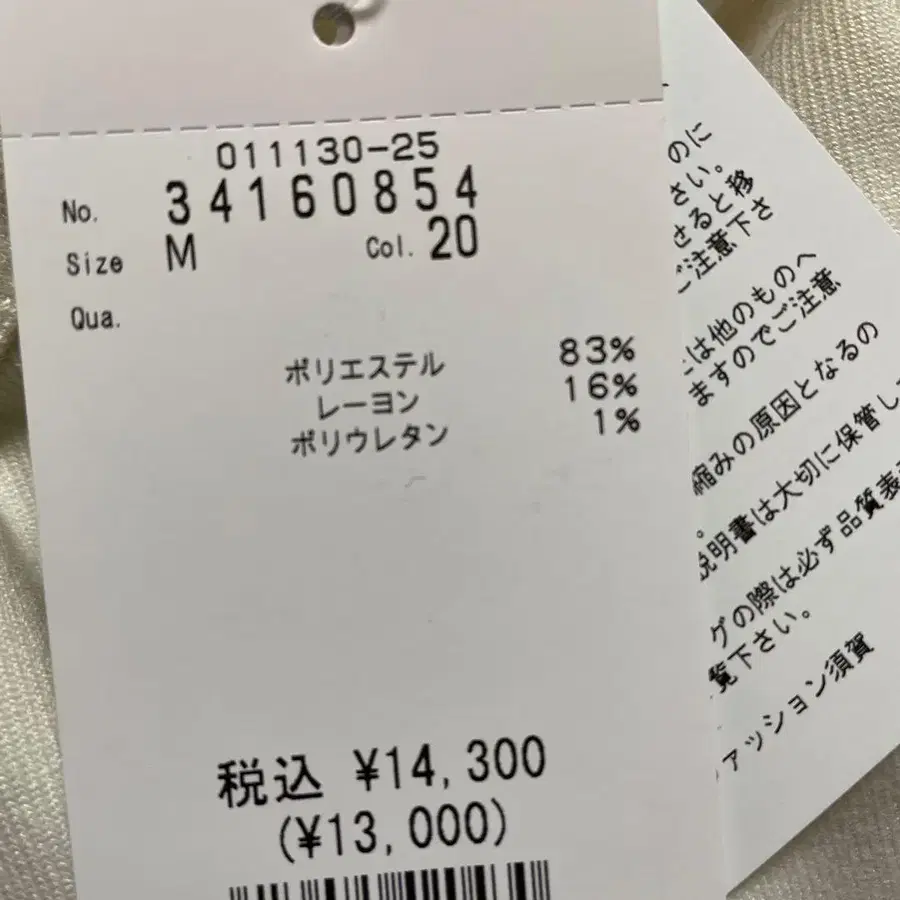 011130-25
No. 34160854
Size M Col. 20
Qua.
ポリエステル 83%
レーヨン 16%
ポリウレタン 1%
税込 ¥14,300
(¥13,000)
のに
さい。
せると移
ご注意下さ
は他のものへ
ますのでご注意
縮みの原因となるの
説明書は大切に保管し
グの際は必ず品質表
覧下さい。
ァッション須賀